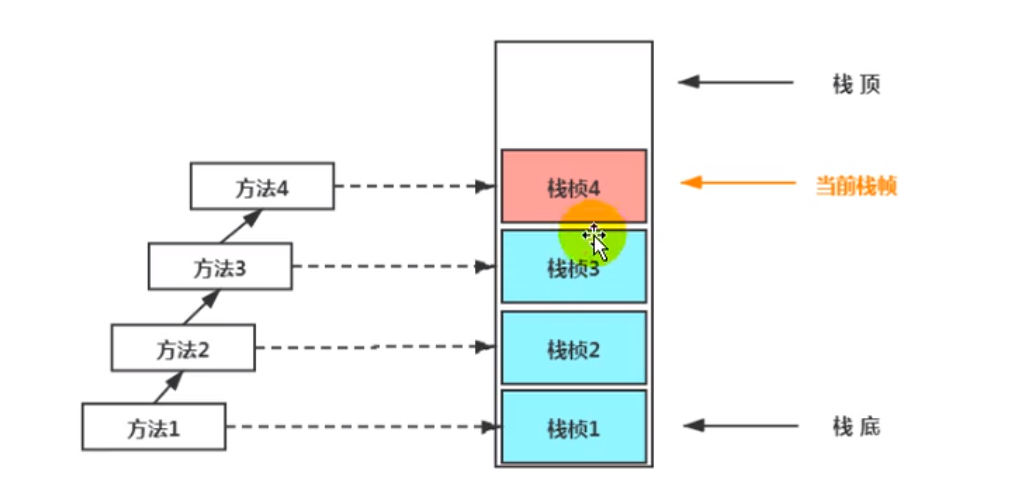 栈 顶
方法4
栈桢4
当前栈帧
方法3
栈桢3
方法2
栈桢2
方法1
栈桢1
栈 底